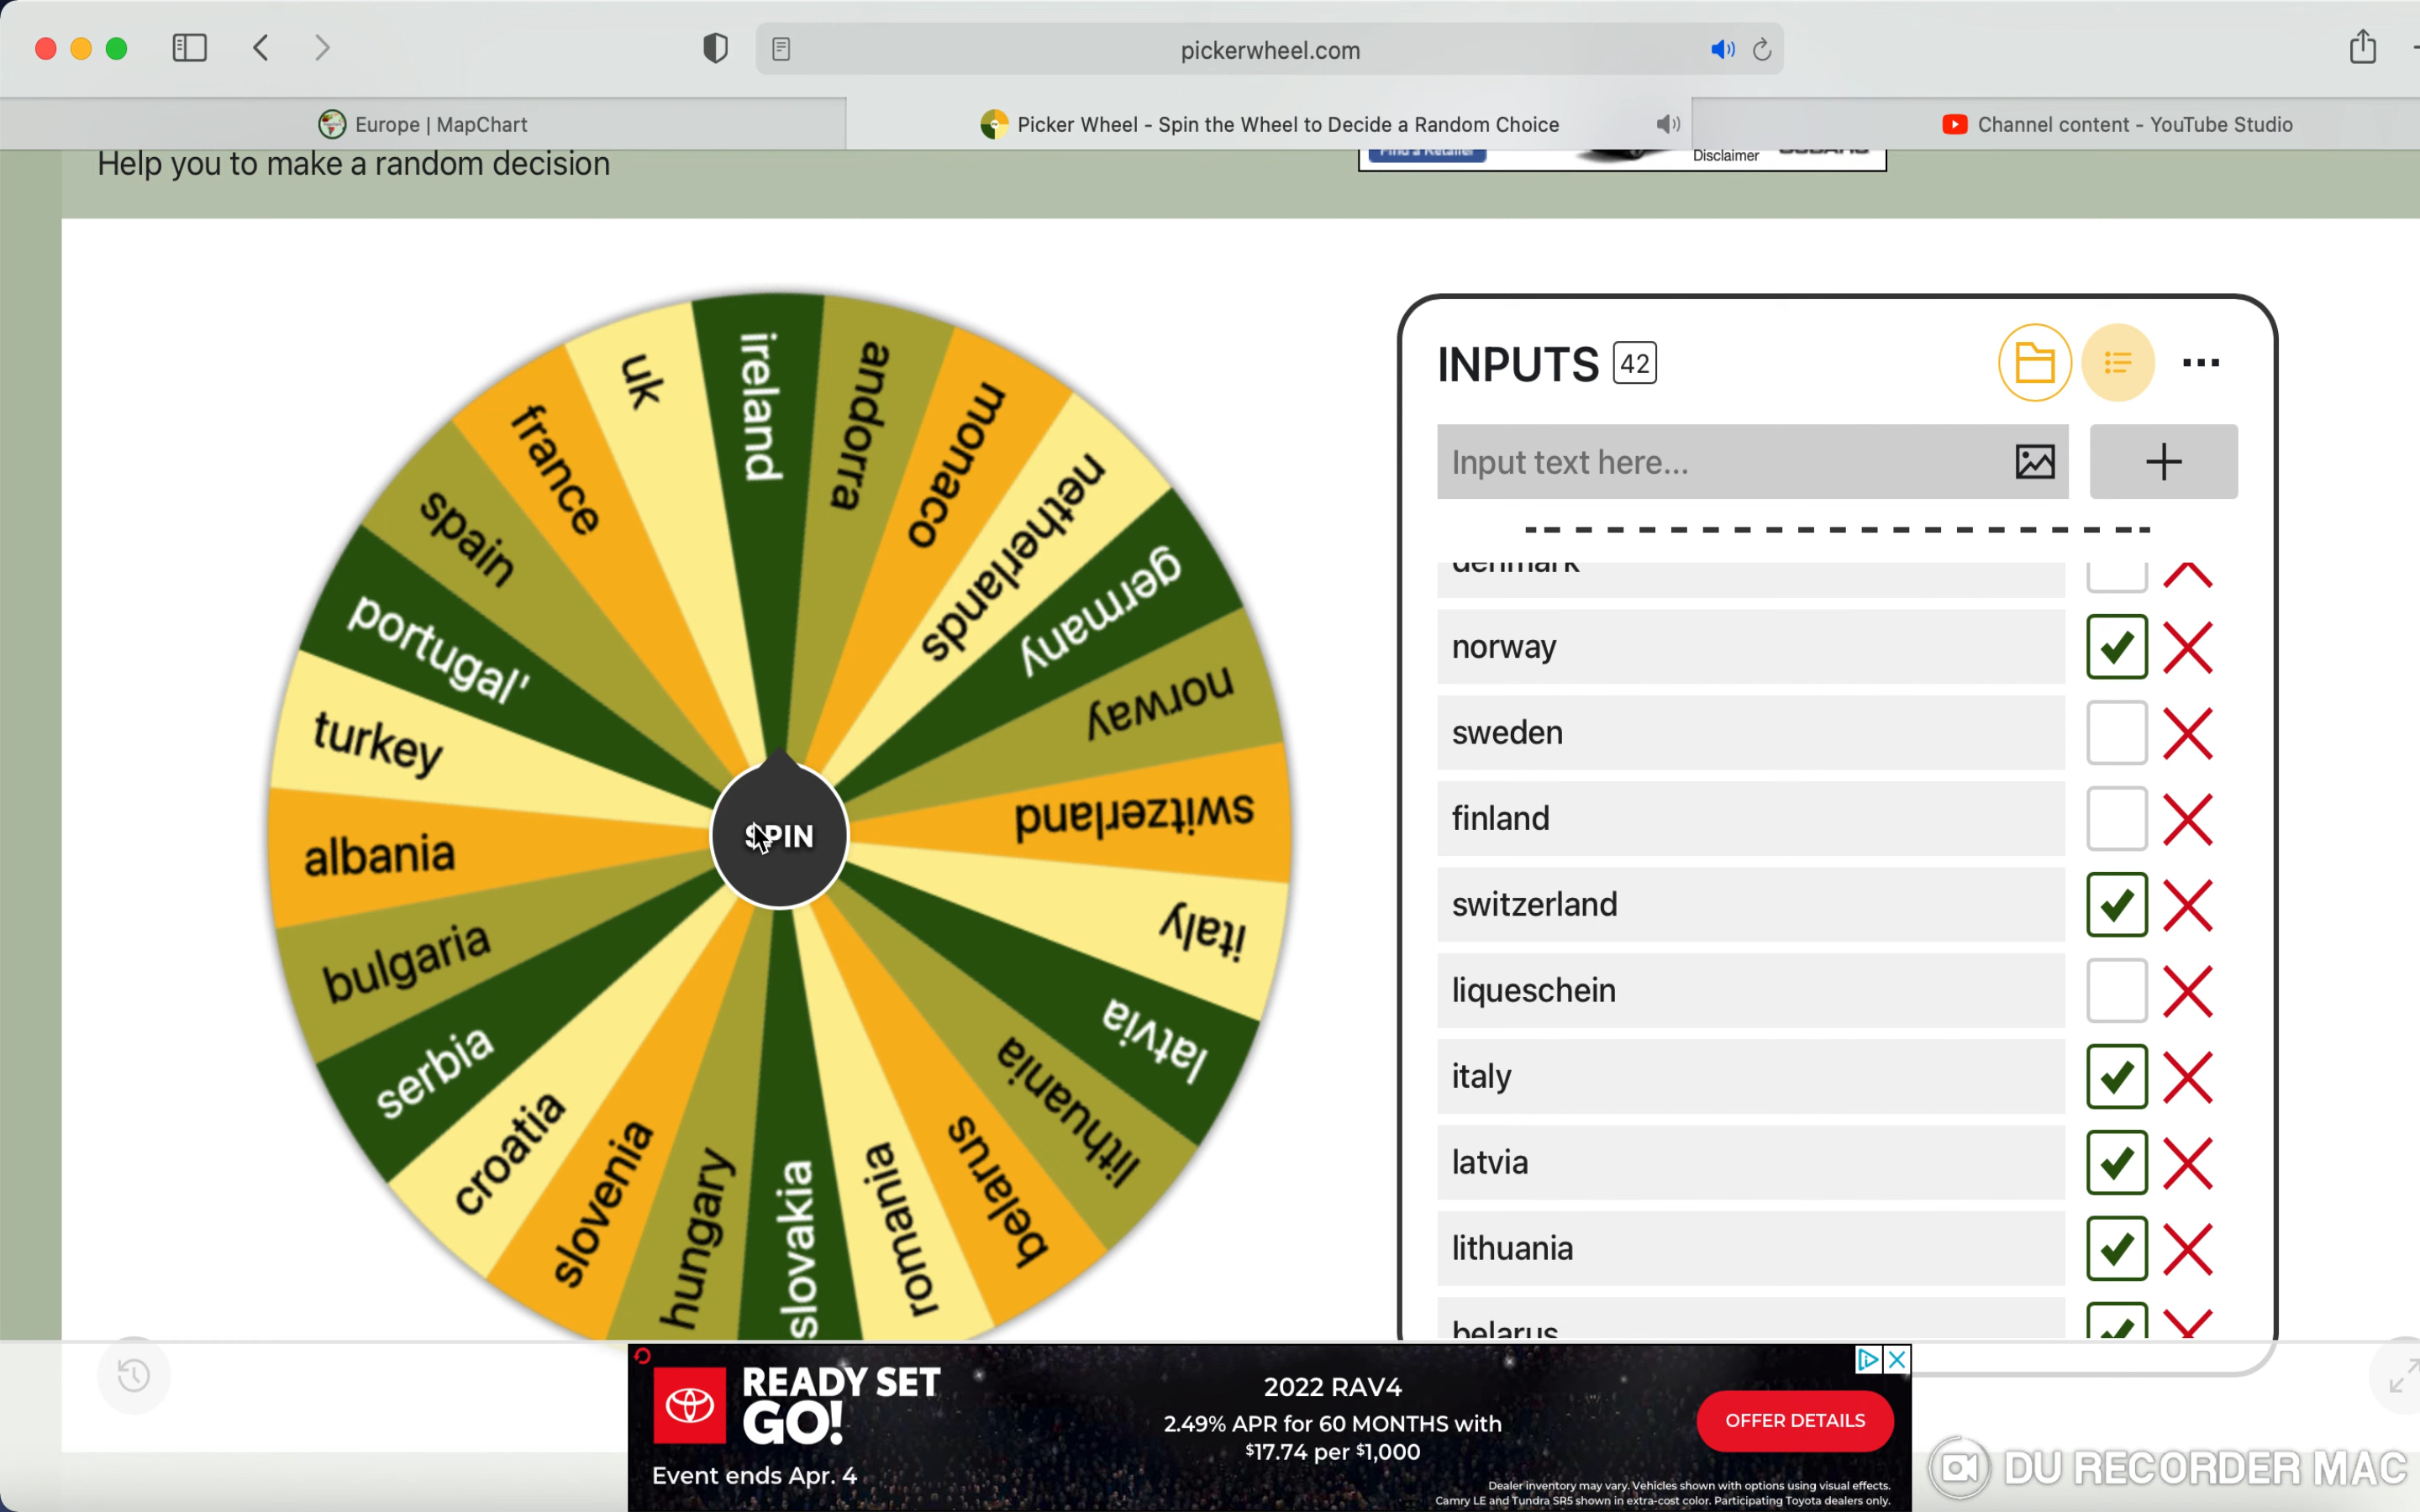 pickerwheel.com
Europe | MapChart
Picker Wheel - Spin the Wheel to Decide a Random Choice
Channel content - YouTube Studio
Help you to make a random decision
Find a Retailer
Disclaimer
SUBARU
ireland
andorra
monaco
netherlands
germany
norway
switzerland
italy
latvia
lithuania
belarus
romania
slovakia
hungary
slovenia
croatia
serbia
bulgaria
albania
turkey
portugal'
spain
france
uk
SPIN
INPUTS 42
Input text here...
denmark
norway
sweden
finland
switzerland
liqueschein
italy
latvia
lithuania
belarus
READY SET
GO!
Event ends Apr. 4
2022 RAV4
2.49% APR for 60 MONTHS with
$17.74 per $1,000
OFFER DETAILS
Dealer inventory may vary. Vehicles shown with options using visual effects.
Camry LE and Tundra SR5 shown in extra-cost color. Participating Toyota dealers only.
DU RECORDER MAC